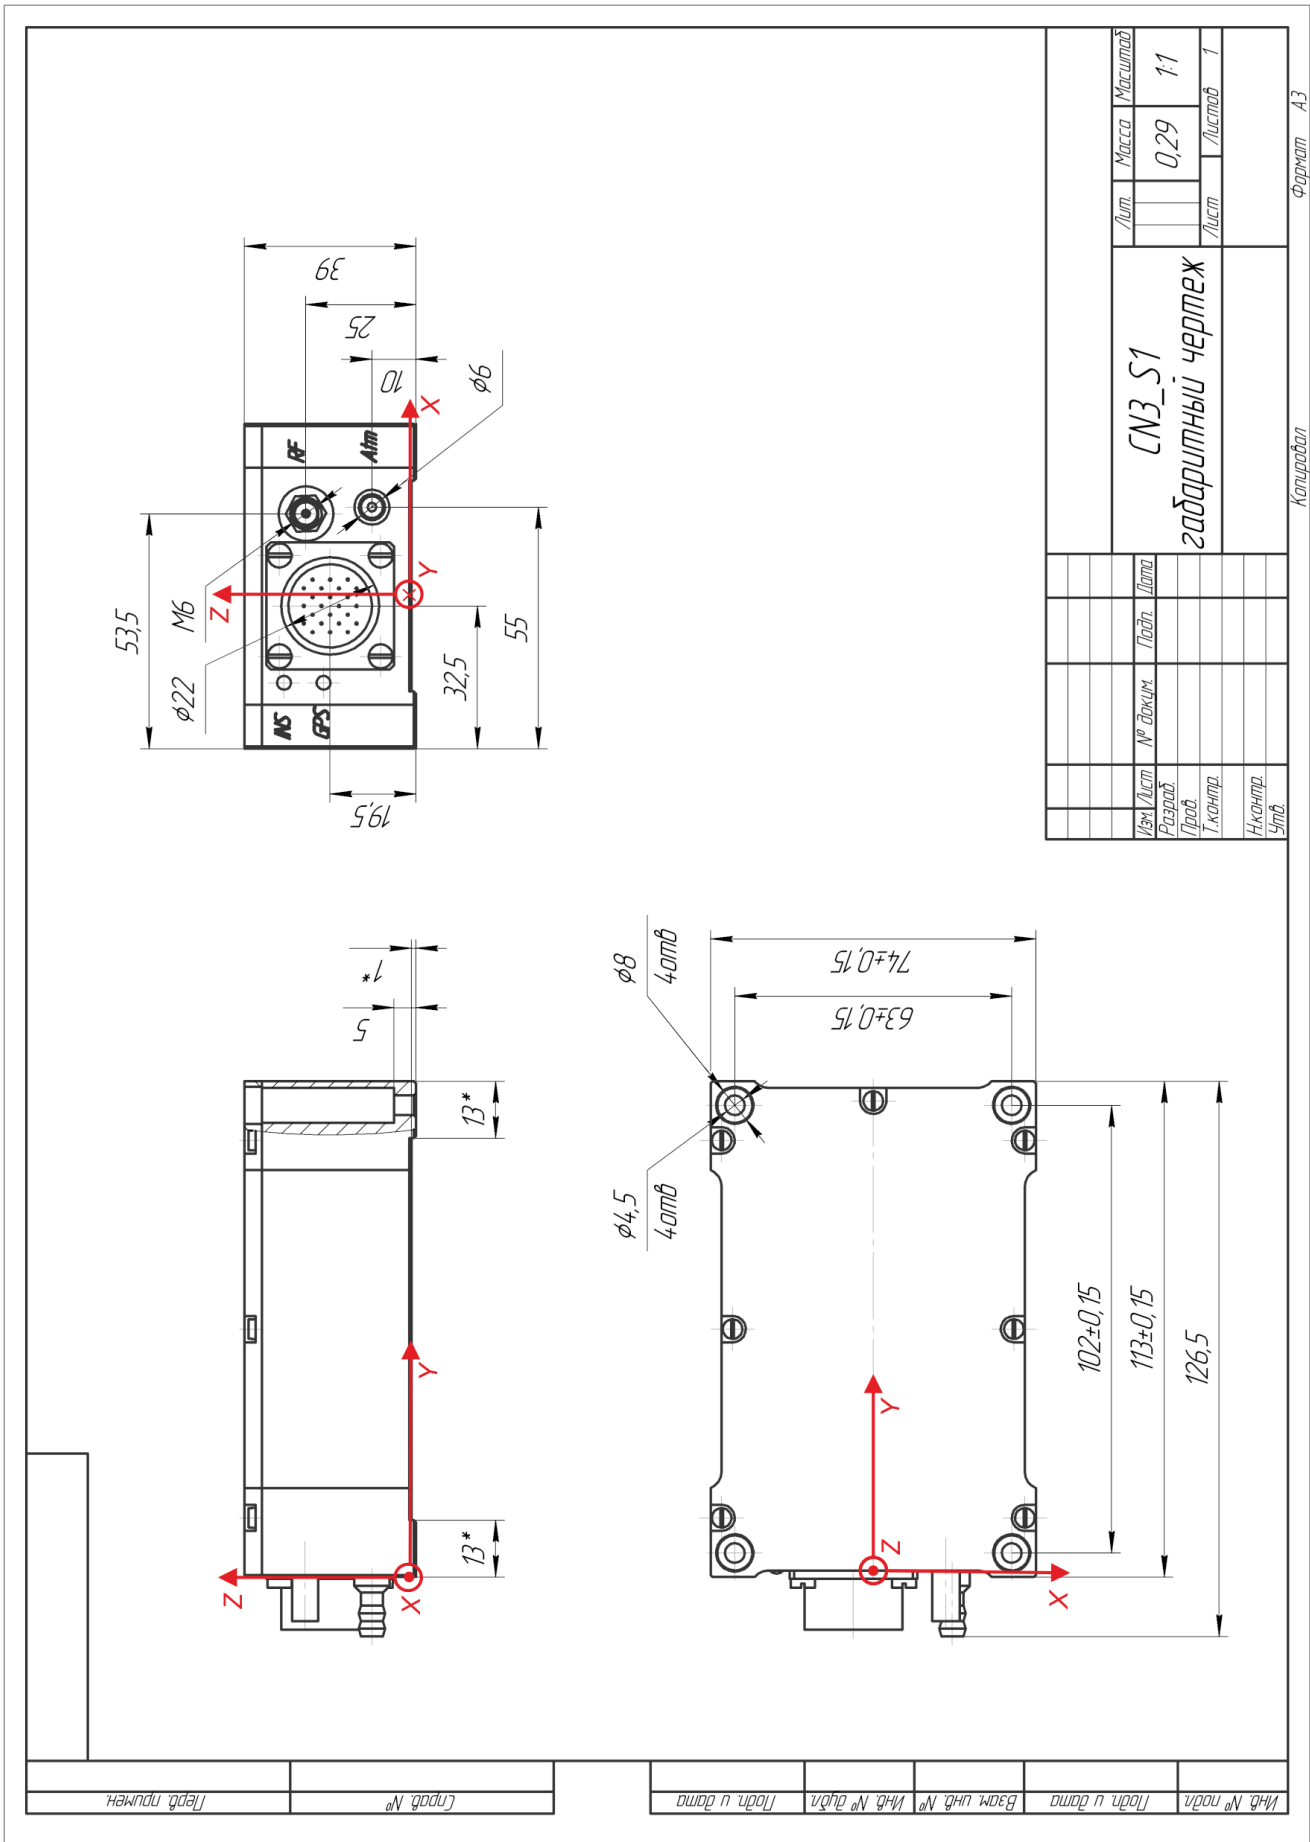 Перв. примен.
Справ. №
Подп. и дата
Инв. № дубл.
Взам. инв. №
Подп. и дата
Инв. № подл.
Z
Y
X
13*
13*
5
1*
INS
GPS
RF
Atm
Z
Y
X
53,5
M6
φ22
19,5
32,5
55
39
25
10
φ6
φ8
4отв
φ4,5
4отв
74±0,15
63±0,15
102±0,15
113±0,15
126,5
Z
Y
X
Изм. Лист № докум. Подп. Дата
Разраб.
Пров.
Т.контр.
Н.контр.
Утв.
CN3_S1
габаритный чертеж
Лит. Масса Масштаб
0,29 1:1
Лист Листов 1
Копировал Формат A3